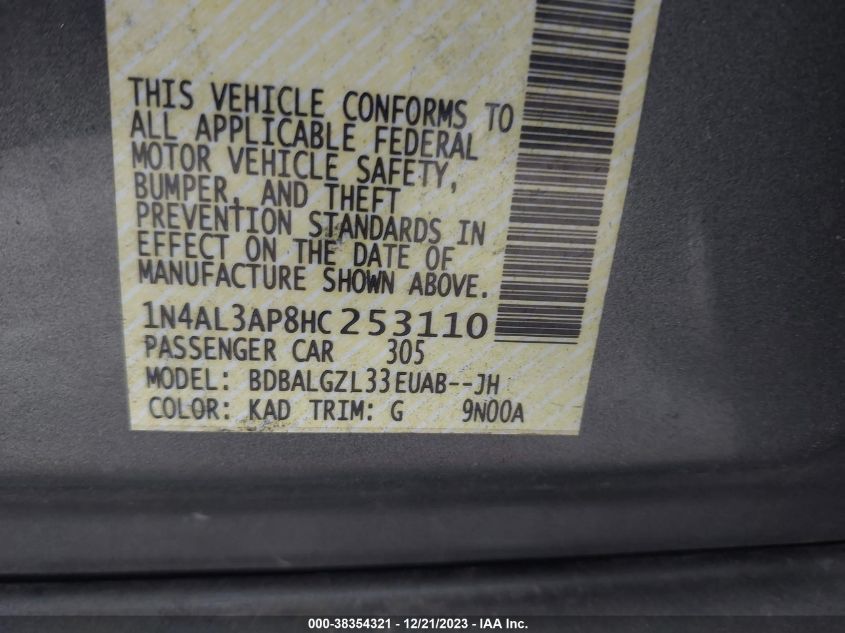 THIS VEHICLE CONFORMS TO
ALL APPLICABLE FEDERAL
MOTOR VEHICLE SAFETY,
BUMPER, AND THEFT
PREVENTION STANDARDS IN
EFFECT ON THE DATE OF
MANUFACTURE SHOWN ABOVE.
1N4AL3AP8HC253110
PASSENGER CAR 305
MODEL: BDBALGZL33EUAB--JH
COLOR: KAD TRIM: G 9N00A
000-38354321 - 12/21/2023 - IAA Inc.